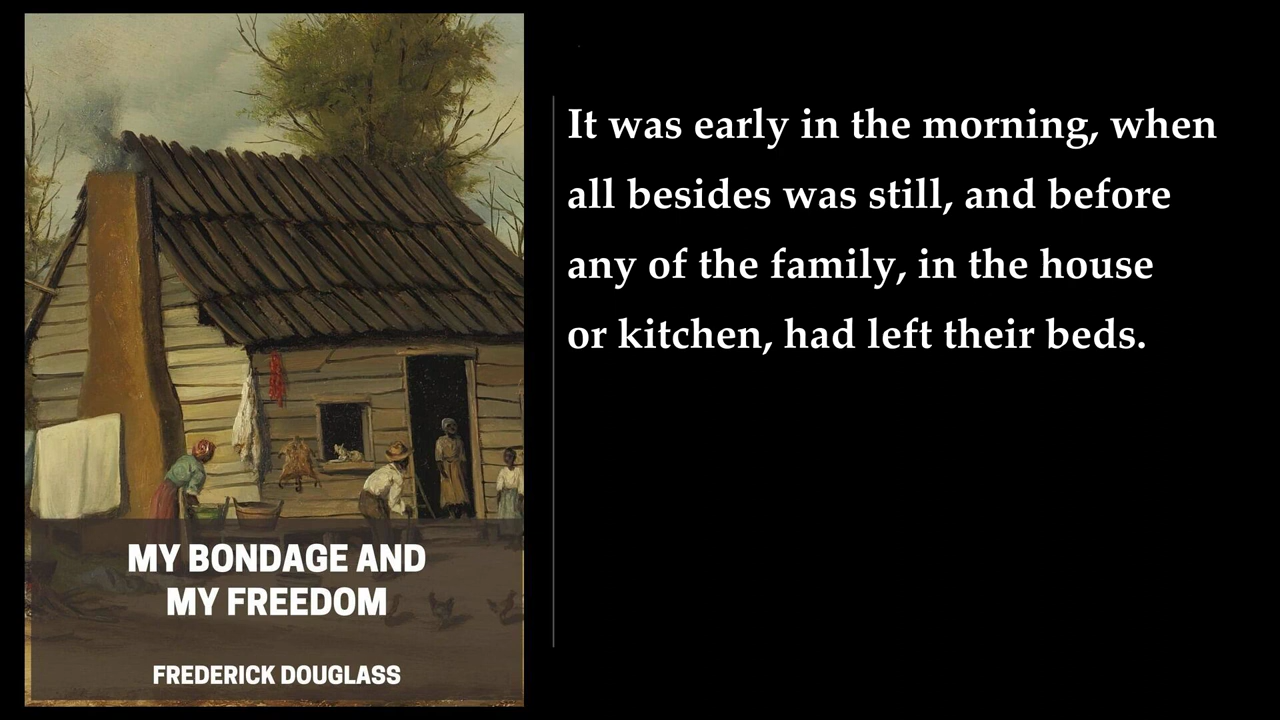 MY BONDAGE AND
MY FREEDOM
FREDERICK DOUGLASS
It was early in the morning, when
all besides was still, and before
any of the family, in the house
or kitchen, had left their beds.